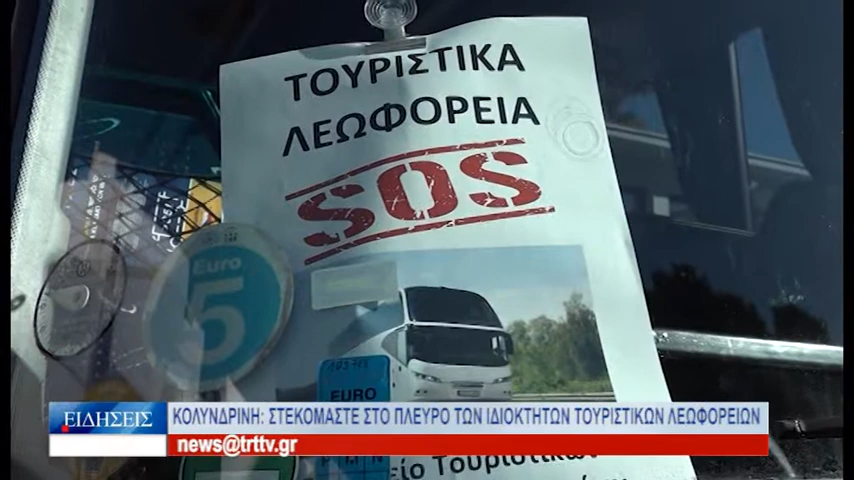 ΤΟΥΡΙΣΤΙΚΑ
ΛΕΩΦΟΡΕΙΑ
SOS
Euro
5
EURO
ΕΙΔΗΣΕΙΣ
ΚΟΛΥΝΔΡΙΝΗ: ΣΤΕΚΟΜΑΣΤΕ ΣΤΟ ΠΛΕΥΡΟ ΤΩΝ ΙΔΙΟΚΤΗΤΩΝ ΤΟΥΡΙΣΤΙΚΩΝ ΛΕΩΦΟΡΕΙΩΝ
news@trttv.gr